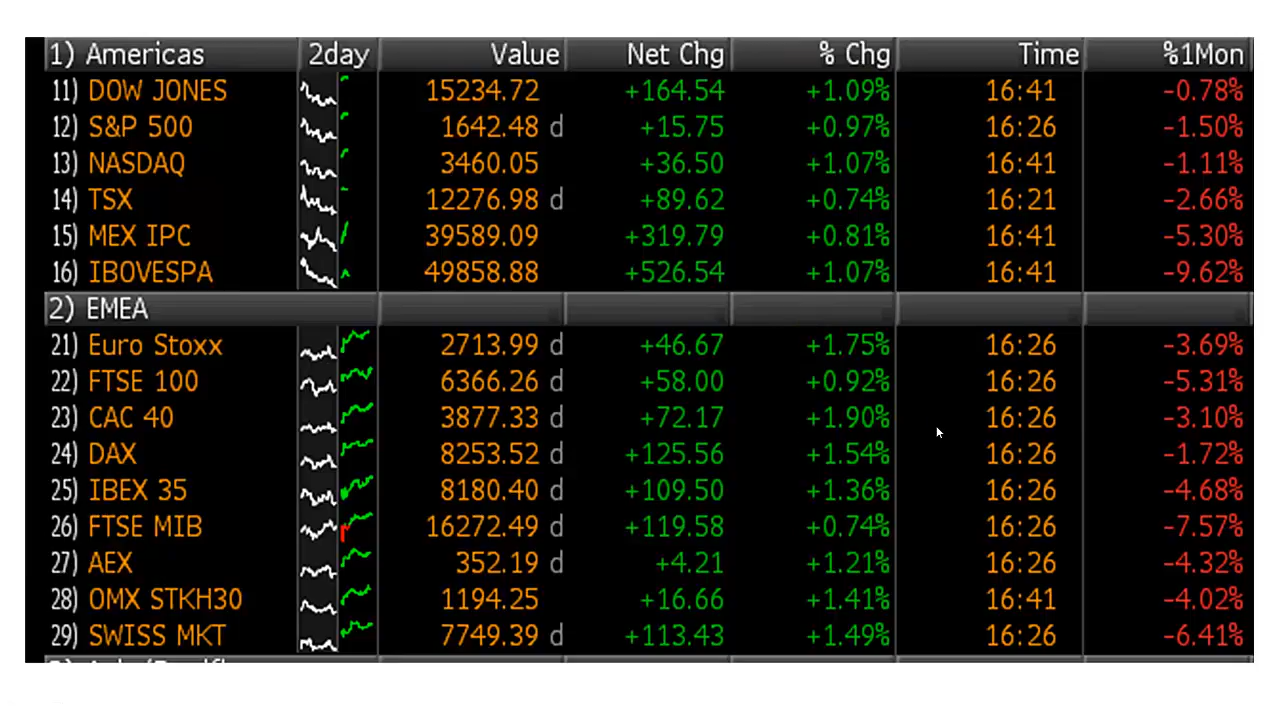 1) Americas 2day Value Net Chg % Chg Time %1Mon
11) DOW JONES 15234.72 +164.54 +1.09% 16:41 -0.78%
12) S&P 500 1642.48 d +15.75 +0.97% 16:26 -1.50%
13) NASDAQ 3460.05 +36.50 +1.07% 16:41 -1.11%
14) TSX 12276.98 d +89.62 +0.74% 16:21 -2.66%
15) MEX IPC 39589.09 +319.79 +0.81% 16:41 -5.30%
16) IBOVESPA 49858.88 +526.54 +1.07% 16:41 -9.62%
2) EMEA
21) Euro Stoxx 2713.99 d +46.67 +1.75% 16:26 -3.69%
22) FTSE 100 6366.26 d +58.00 +0.92% 16:26 -5.31%
23) CAC 40 3877.33 d +72.17 +1.90% 16:26 -3.10%
24) DAX 8253.52 d +125.56 +1.54% 16:26 -1.72%
25) IBEX 35 8180.40 d +109.50 +1.36% 16:26 -4.68%
26) FTSE MIB 16272.49 d +119.58 +0.74% 16:26 -7.57%
27) AEX 352.19 d +4.21 +1.21% 16:26 -4.32%
28) OMX STKH30 1194.25 +16.66 +1.41% 16:41 -4.02%
29) SWISS MKT 7749.39 d +113.43 +1.49% 16:26 -6.41%